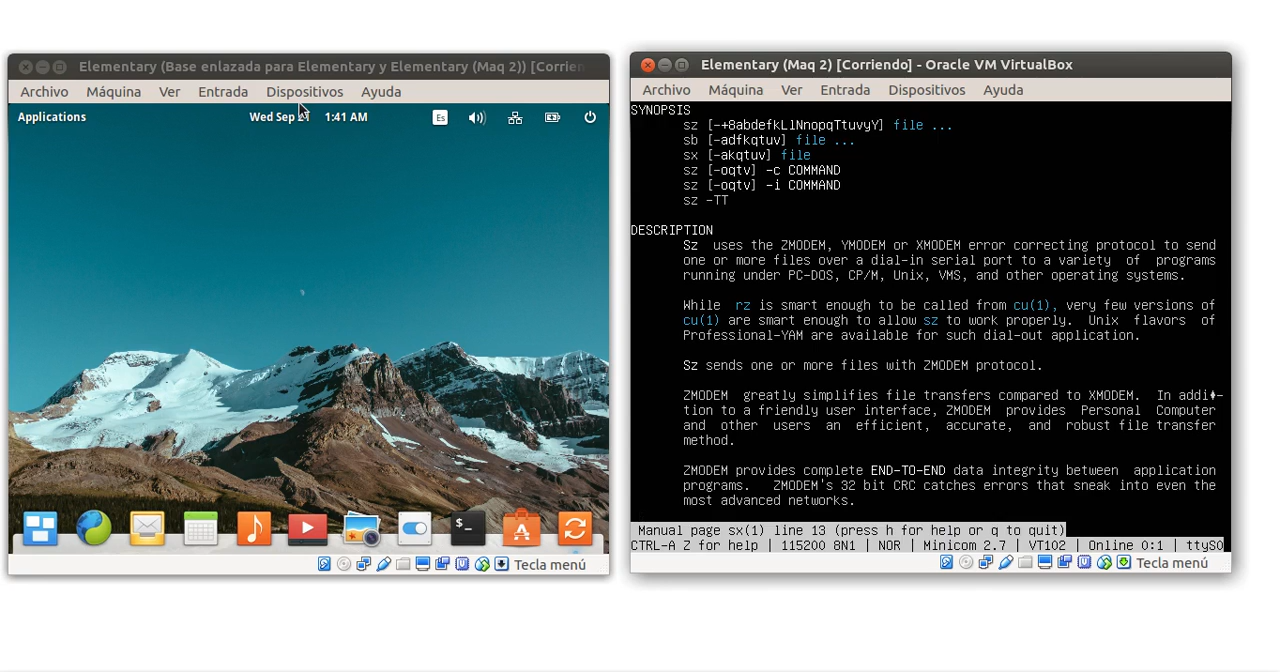 Elementary (Base enlazada para Elementary y Elementary (Maq 2)) [Corrien
Archivo Máquina Ver Entrada Dispositivos Ayuda
Applications Wed Sep 1:41 AM Es
$_
Tecla menú
Elementary (Maq 2) [Corriendo] - Oracle VM VirtualBox
Archivo Máquina Ver Entrada Dispositivos Ayuda
SYNOPSIS
sz [-+8abdefkLlNnopqTtuvyY] file ...
sb [-adfkqtuv] file ...
sx [-akqtuv] file
sz [-oqtv] -c COMMAND
sz [-oqtv] -i COMMAND
sz -TT
DESCRIPTION
Sz uses the ZMODEM, YMODEM or XMODEM error correcting protocol to send
one or more files over a dial-in serial port to a variety of programs
running under PC-DOS, CP/M, Unix, VMS, and other operating systems.
While rz is smart enough to be called from cu(1), very few versions of
cu(1) are smart enough to allow sz to work properly. Unix flavors of
Professional-YAM are available for such dial-out application.
Sz sends one or more files with ZMODEM protocol.
ZMODEM greatly simplifies file transfers compared to XMODEM. In addi♦-
tion to a friendly user interface, ZMODEM provides Personal Computer
and other users an efficient, accurate, and robust file transfer
method.
ZMODEM provides complete END-TO-END data integrity between application
programs. ZMODEM's 32 bit CRC catches errors that sneak into even the
most advanced networks.
Manual page sx(1) line 13 (press h for help or q to quit)
CTRL-A Z for help | 115200 8N1 | NOR | Minicom 2.7 | VT102 | Online 0:1 | ttyS0
Tecla menú